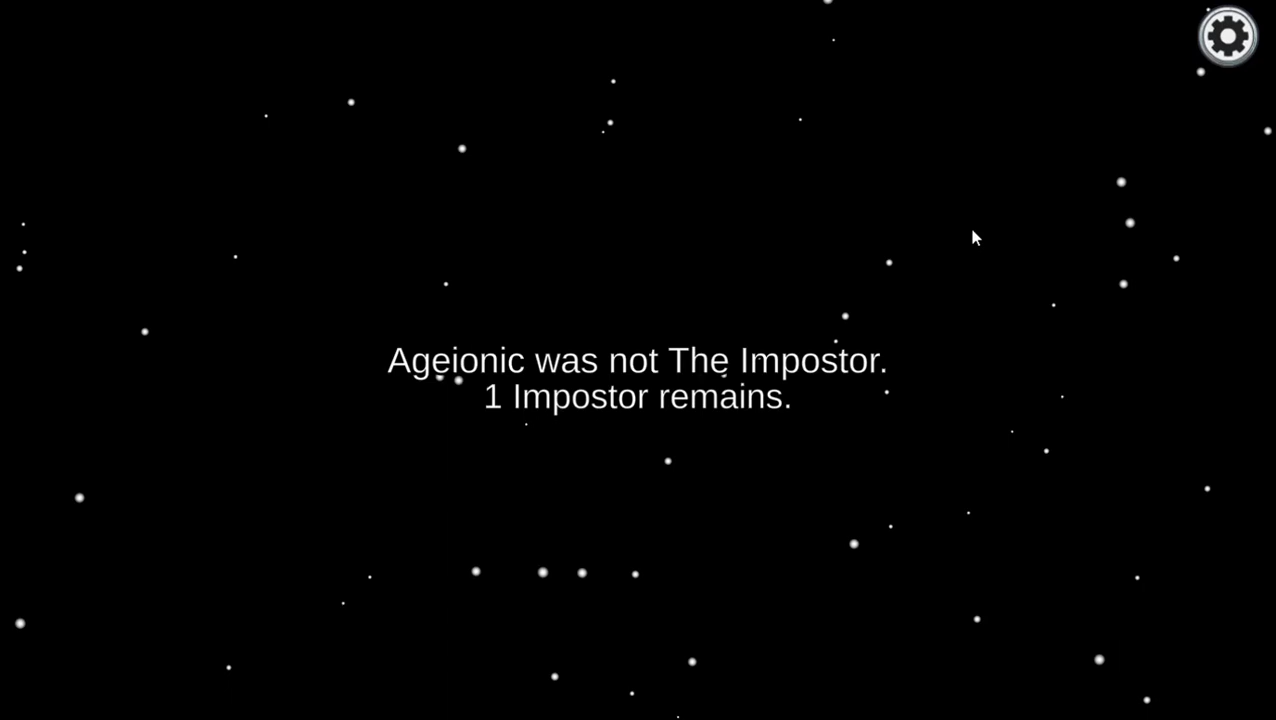 Ageionic was not The Impostor.
1 Impostor remains.